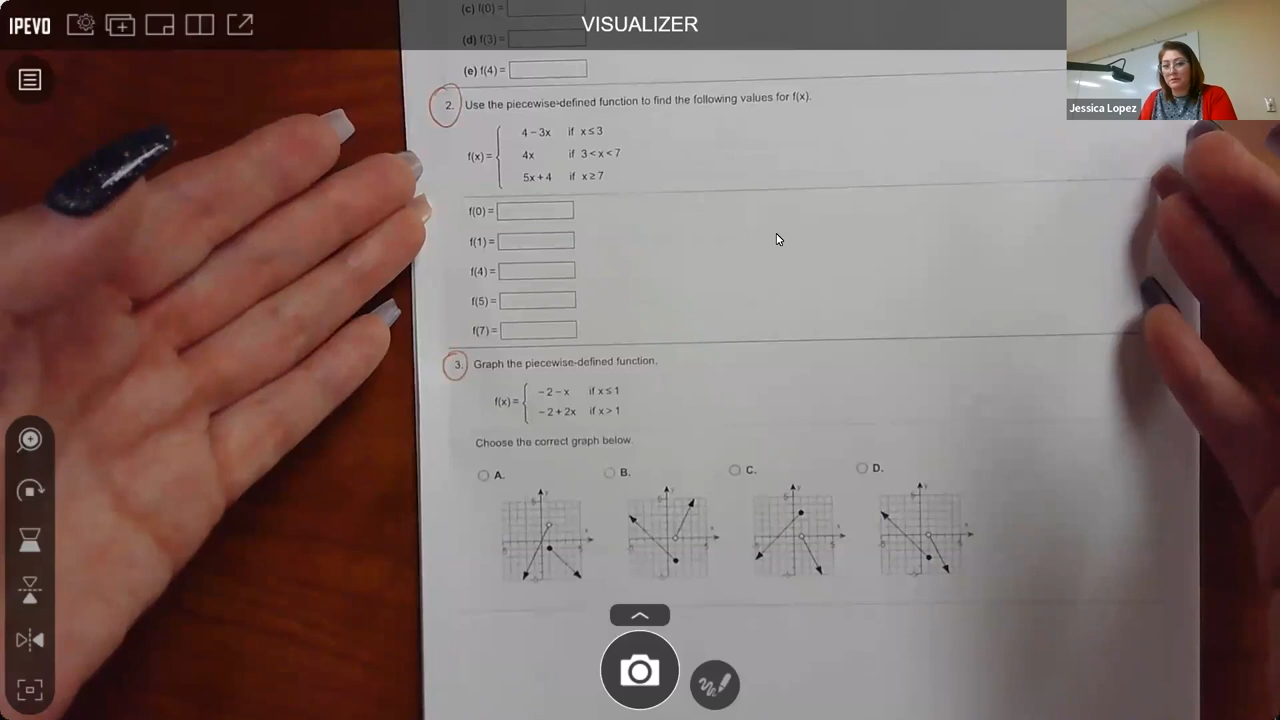 IPEVO
VISUALIZER
(c) f(0) =
(d) f(3) =
(e) f(4) =
Jessica Lopez
2. Use the piecewise-defined function to find the following values for f(x).
4 − 3x if x ≤ 3
f(x) = 4x if 3 < x < 7
5x + 4 if x ≥ 7
f(0) =
f(1) =
f(4) =
f(5) =
f(7) =
3. Graph the piecewise-defined function.
−2 − x if x ≤ 1
f(x) =
−2 + 2x if x > 1
Choose the correct graph below.
A. B. C. D.